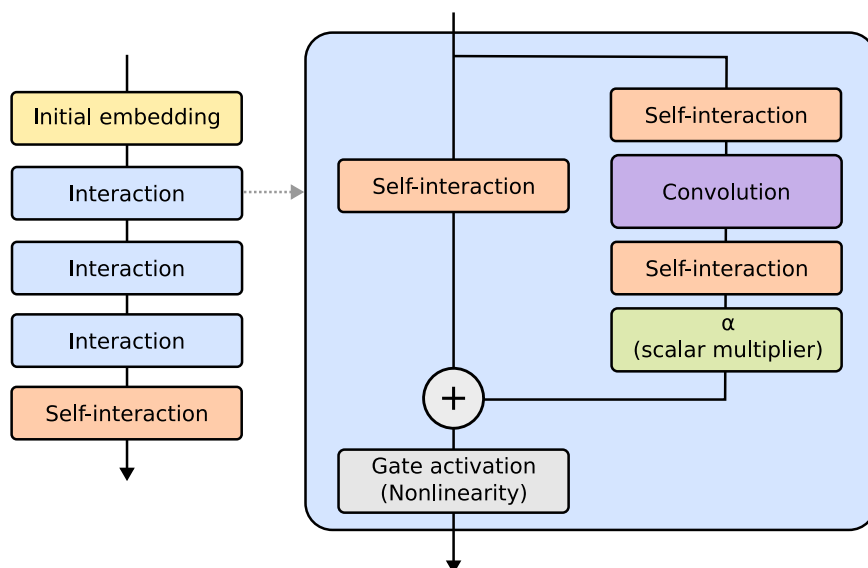 Initial embedding
Interaction
Interaction
Interaction
Self-interaction
Self-interaction
+
Gate activation
(Nonlinearity)
Self-interaction
Convolution
Self-interaction
α
(scalar multiplier)